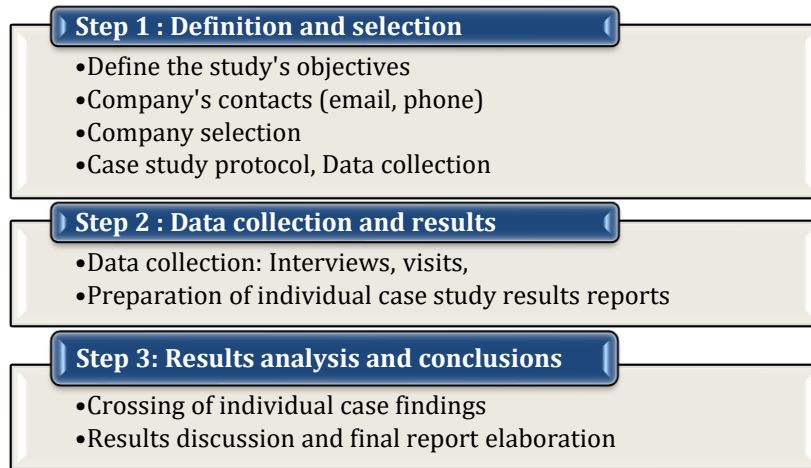 Step 1 : Definition and selection
•Define the study's objectives
•Company's contacts (email, phone)
•Company selection
•Case study protocol, Data collection
Step 2 : Data collection and results
•Data collection: Interviews, visits,
•Preparation of individual case study results reports
Step 3: Results analysis and conclusions
•Crossing of individual case findings
•Results discussion and final report elaboration